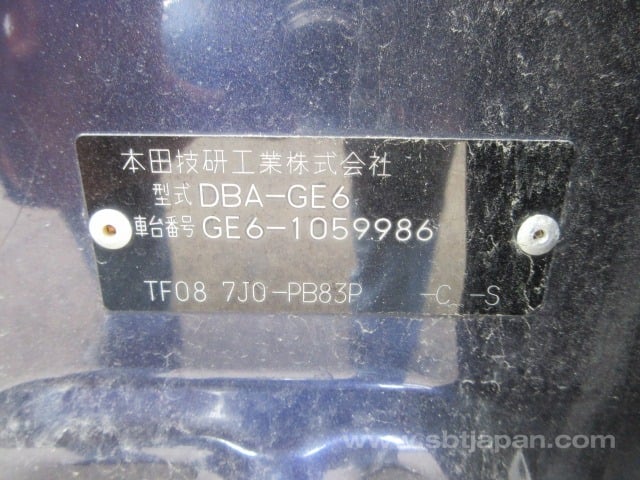 本田技研工業株式会社
型式 DBA-GE6
車台番号 GE6-1059986
TF08 7J0-PB83P -C -S
www.sbtjapan.com